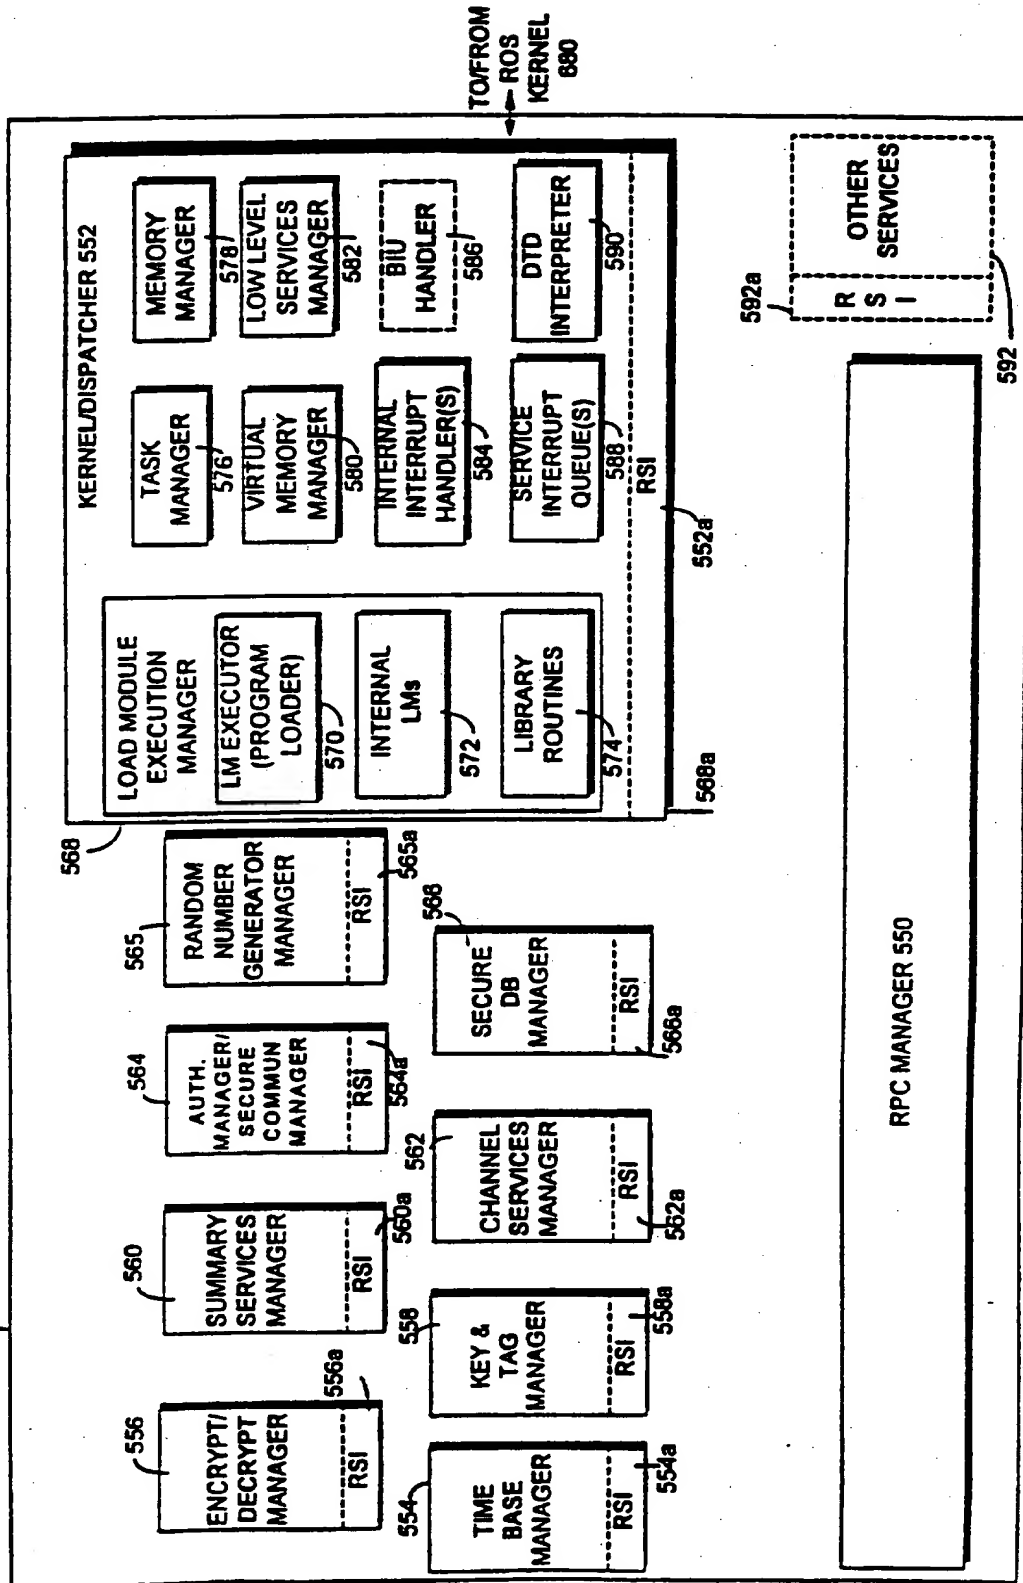 556
ENCRYPT/
DECRYPT
MANAGER
RSI
556a
560
SUMMARY
SERVICES
MANAGER
RSI
560a
564
AUTH.
MANAGER/
SECURE
COMMUN
MANAGER
RSI
564a
565
RANDOM
NUMBER
GENERATOR
MANAGER
RSI
565a
554
TIME
BASE
MANAGER
RSI
554a
558
KEY &
TAG
MANAGER
RSI
558a
562
CHANNEL
SERVICES
MANAGER
RSI
562a
566
SECURE
DB
MANAGER
RSI
566a
KERNEL/DISPATCHER 552
568
LOAD MODULE
EXECUTION
MANAGER
LM EXECUTOR
(PROGRAM
LOADER)
570
INTERNAL
LMs
572
LIBRARY
ROUTINES
574
568a
TASK
MANAGER
576
MEMORY
MANAGER
578
VIRTUAL
MEMORY
MANAGER
580
LOW LEVEL
SERVICES
MANAGER
582
INTERNAL
INTERRUPT
HANDLER(S)
584
BIU
HANDLER
586
SERVICE
INTERRUPT
QUEUE(S)
588
DTD
INTERPRETER
590
RSI
552a
TO/FROM
ROS
KERNEL
680
RPC MANAGER 550
592a
R
S
I
OTHER
SERVICES
592